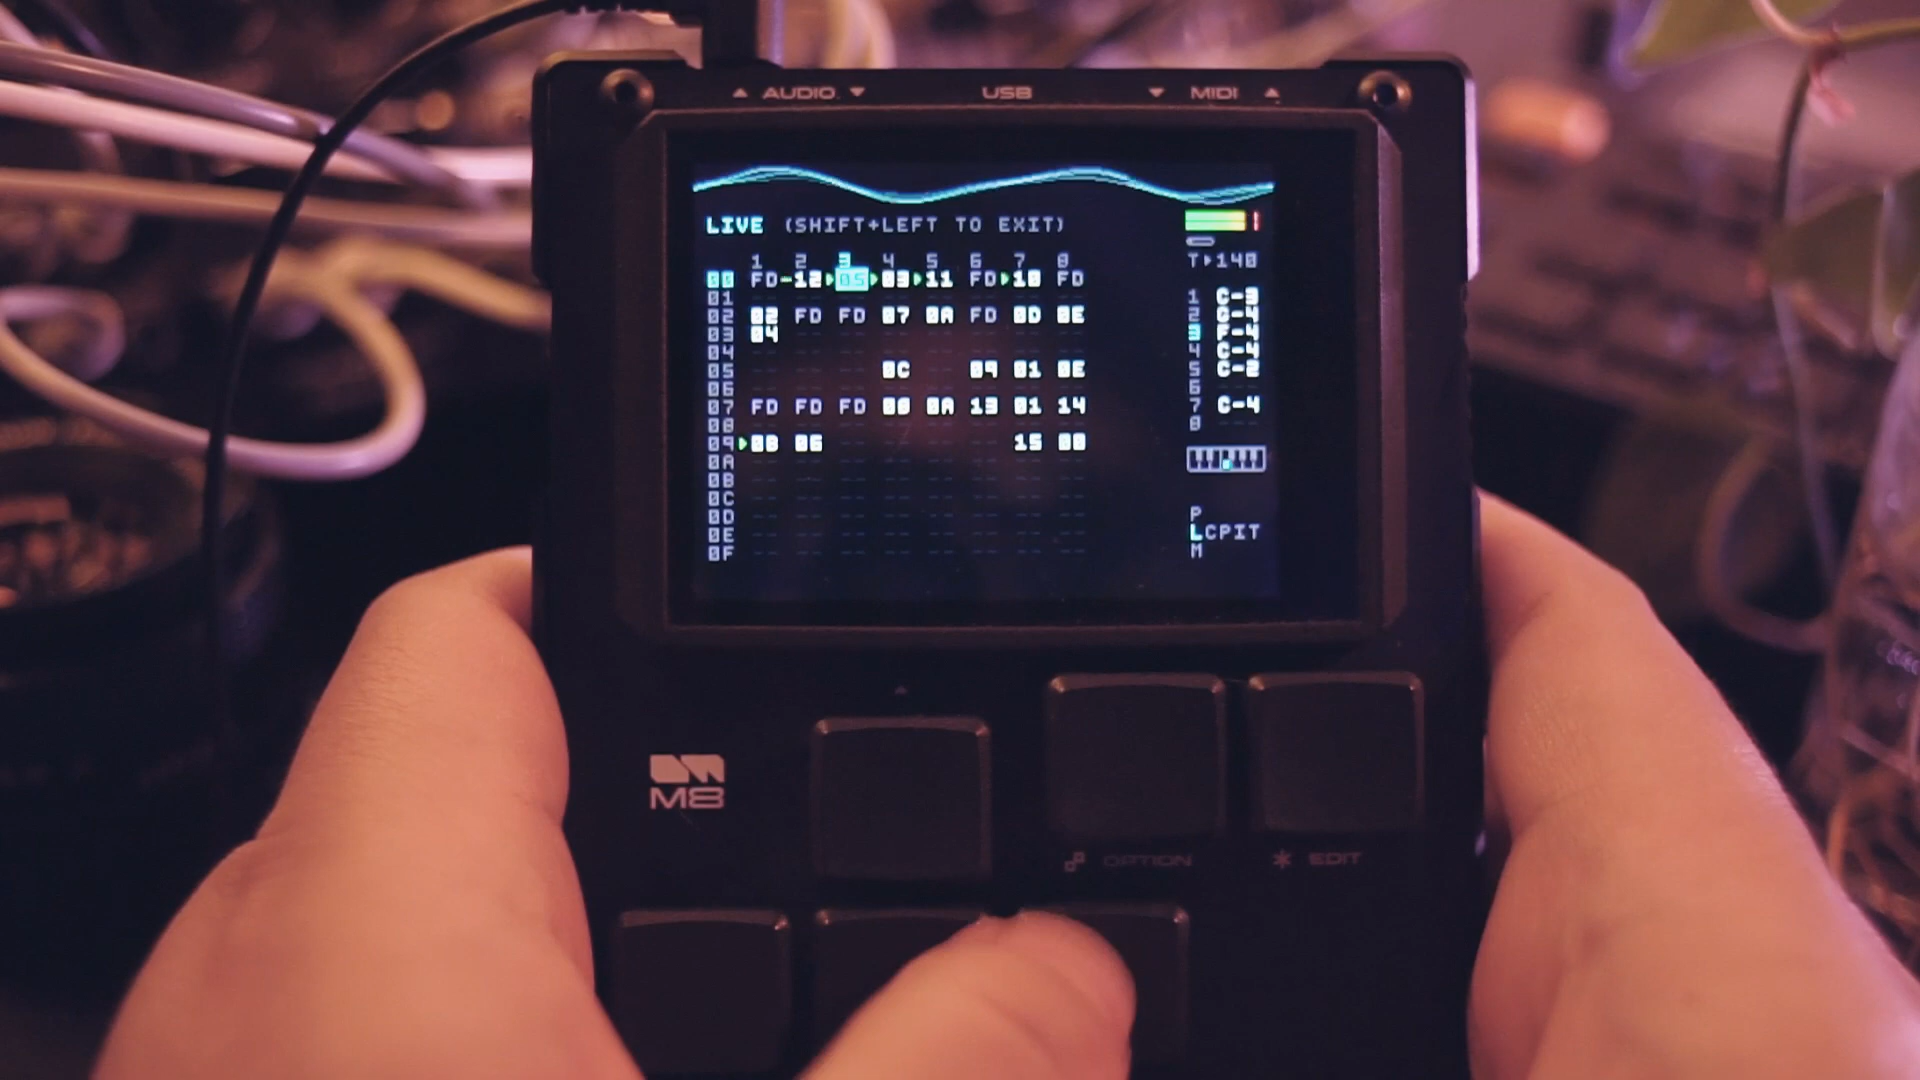 ▲ AUDIO ▼ USB ▼ MIDI ▲
LIVE (SHIFT+LEFT TO EXIT)
T▸140
1 2 3 4 5 6 7 8
00 FD-12▸05▸03▸11 FD▸10 FD
01 -- -- -- -- -- -- -- --
02 02 FD FD 07 0A FD 0D 0E
03 04 -- -- -- -- -- -- --
04 -- -- -- -- -- -- -- --
05 -- -- -- 0C -- 09 01 0E
06 -- -- -- -- -- -- -- --
07 FD FD FD 08 0A 13 01 14
08 -- -- -- -- -- -- -- --
09▸0B 06 -- -- -- -- 15 00
0A -- -- -- -- -- -- -- --
0B -- -- -- -- -- -- -- --
0C -- -- -- -- -- -- -- --
0D -- -- -- -- -- -- -- --
0E -- -- -- -- -- -- -- --
0F -- -- -- -- -- -- -- --
1 C-3
2 G-4
3 F-4
4 C-4
5 C-2
6 ---
7 C-4
8 ---
P
LCPIT
M
M8
OPTION
* EDIT